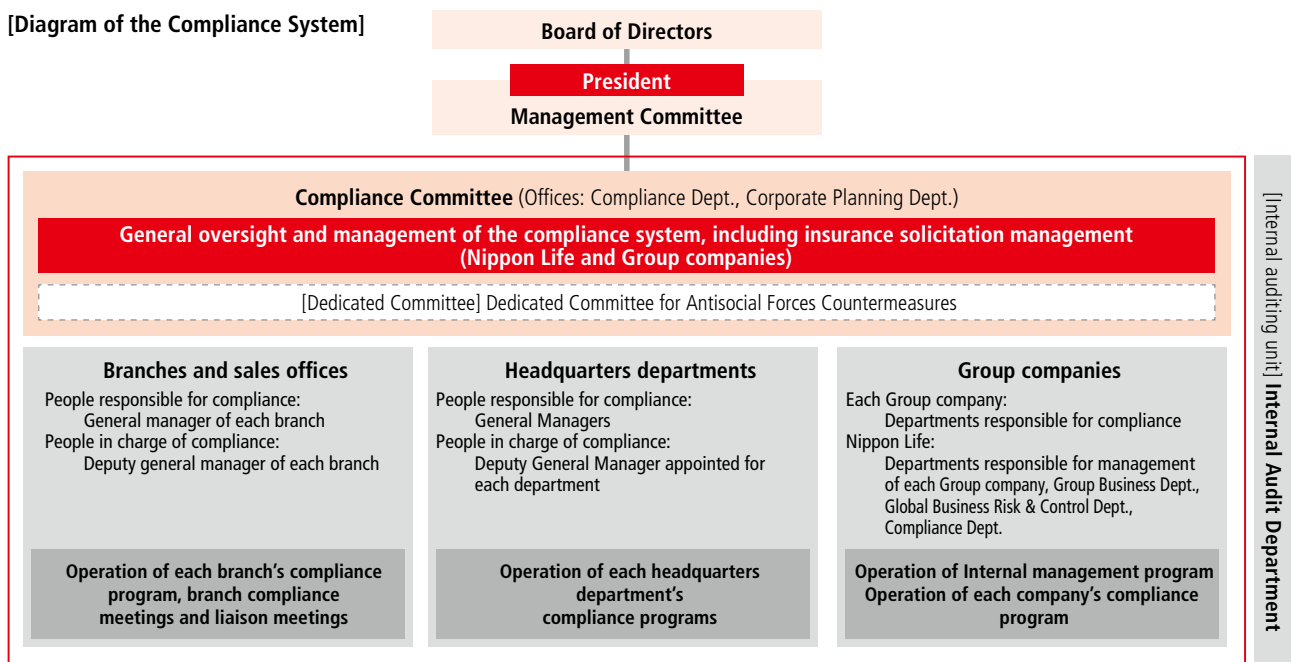 [Diagram of the Compliance System]
Board of Directors
President
Management Committee
Compliance Committee (Offices: Compliance Dept., Corporate Planning Dept.)
General oversight and management of the compliance system, including insurance solicitation management
(Nippon Life and Group companies)
[Dedicated Committee] Dedicated Committee for Antisocial Forces Countermeasures
Branches and sales offices
People responsible for compliance:
General manager of each branch
People in charge of compliance:
Deputy general manager of each branch
Operation of each branch’s compliance
program, branch compliance
meetings and liaison meetings
Headquarters departments
People responsible for compliance:
General Managers
People in charge of compliance:
Deputy General Manager appointed for
each department
Operation of each headquarters
department’s
compliance programs
Group companies
Each Group company:
Departments responsible for compliance
Nippon Life:
Departments responsible for management
of each Group company, Group Business Dept.,
Global Business Risk & Control Dept.,
Compliance Dept.
Operation of Internal management program
Operation of each company’s compliance
program
[Internal auditing unit] Internal Audit Department